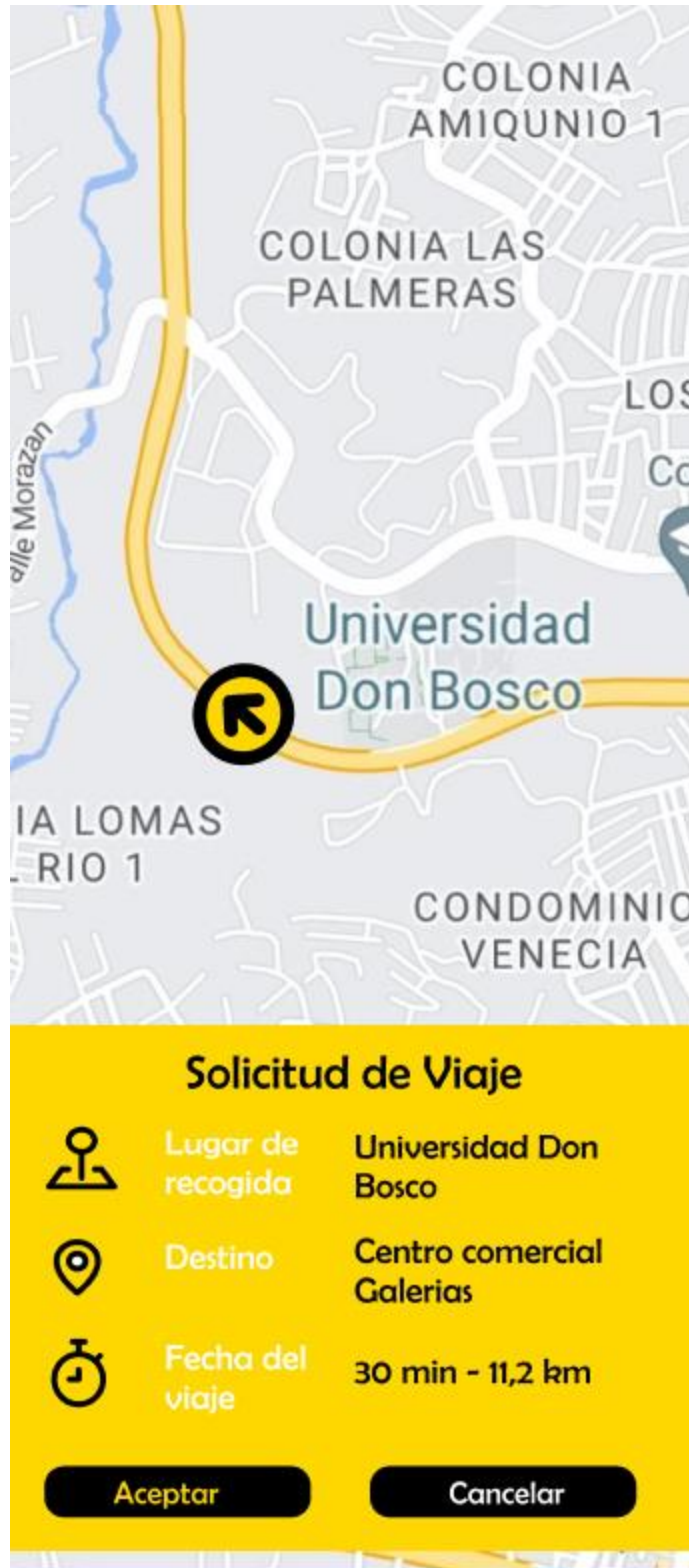 COLONIA
AMIQUNIO 1
COLONIA LAS
PALMERAS
LOS
Co
alle Morazan
Universidad
Don Bosco
IA LOMAS
L RIO 1
CONDOMINIO
VENECIA
Solicitud de Viaje
Lugar de
recogida
Universidad Don
Bosco
Destino
Centro comercial
Galerias
Fecha del
viaje
30 min - 11,2 km
Aceptar
Cancelar